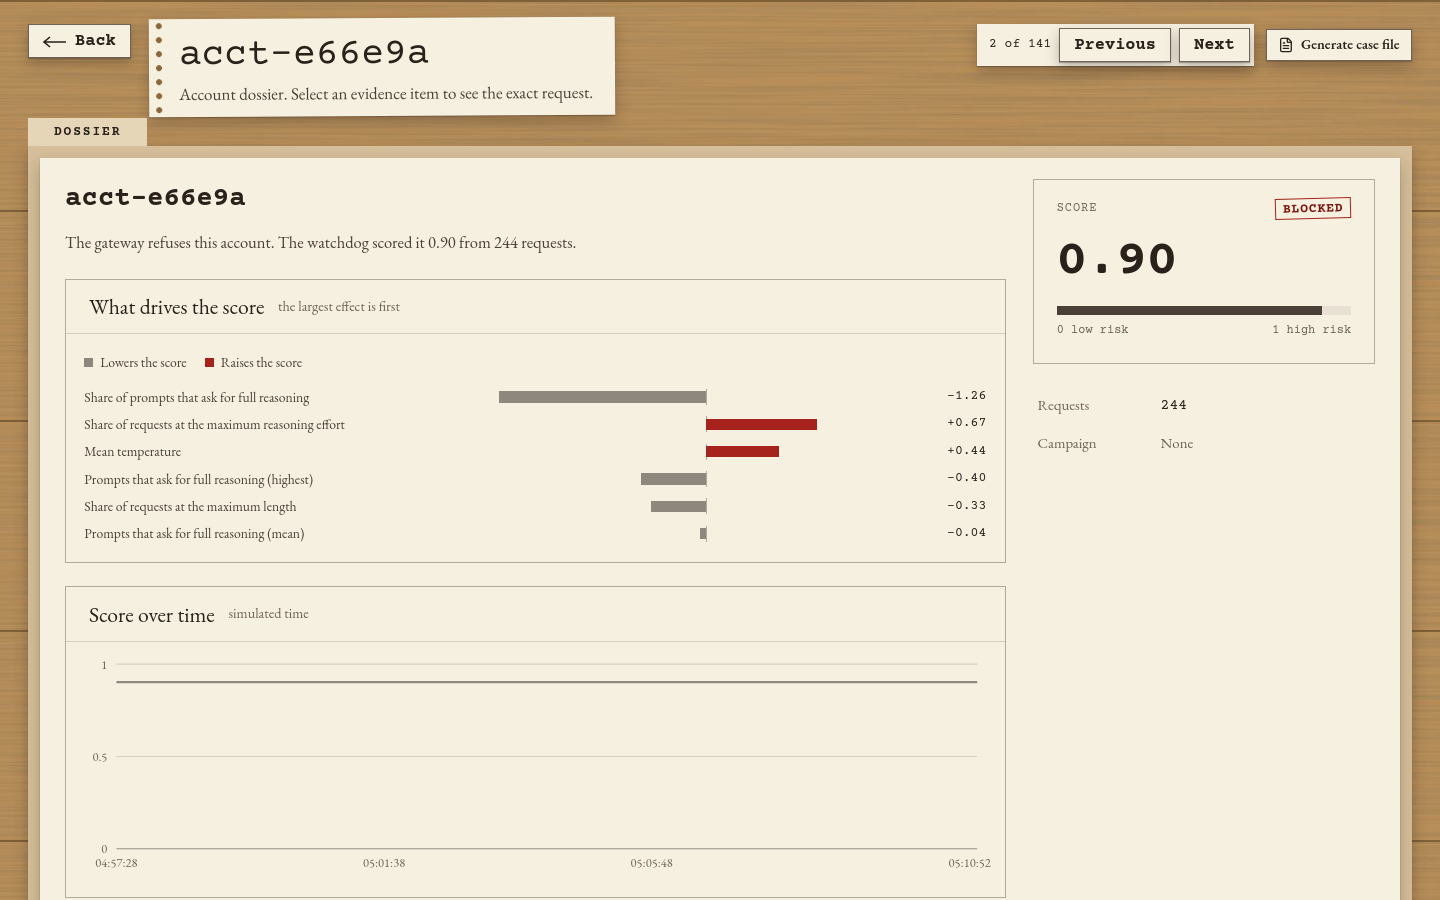 Back
acct-e66e9a
Account dossier. Select an evidence item to see the exact request.
2 of 141 Previous Next Generate case file
DOSSIER
acct-e66e9a
The gateway refuses this account. The watchdog scored it 0.90 from 244 requests.
What drives the score the largest effect is first
Lowers the score Raises the score
Share of prompts that ask for full reasoning −1.26
Share of requests at the maximum reasoning effort +0.67
Mean temperature +0.44
Prompts that ask for full reasoning (highest) −0.40
Share of requests at the maximum length −0.33
Prompts that ask for full reasoning (mean) −0.04
Score over time simulated time
1
0.5
0
04:57:28 05:01:38 05:05:48 05:10:52
SCORE BLOCKED
0.90
0 low risk 1 high risk
Requests 244
Campaign None